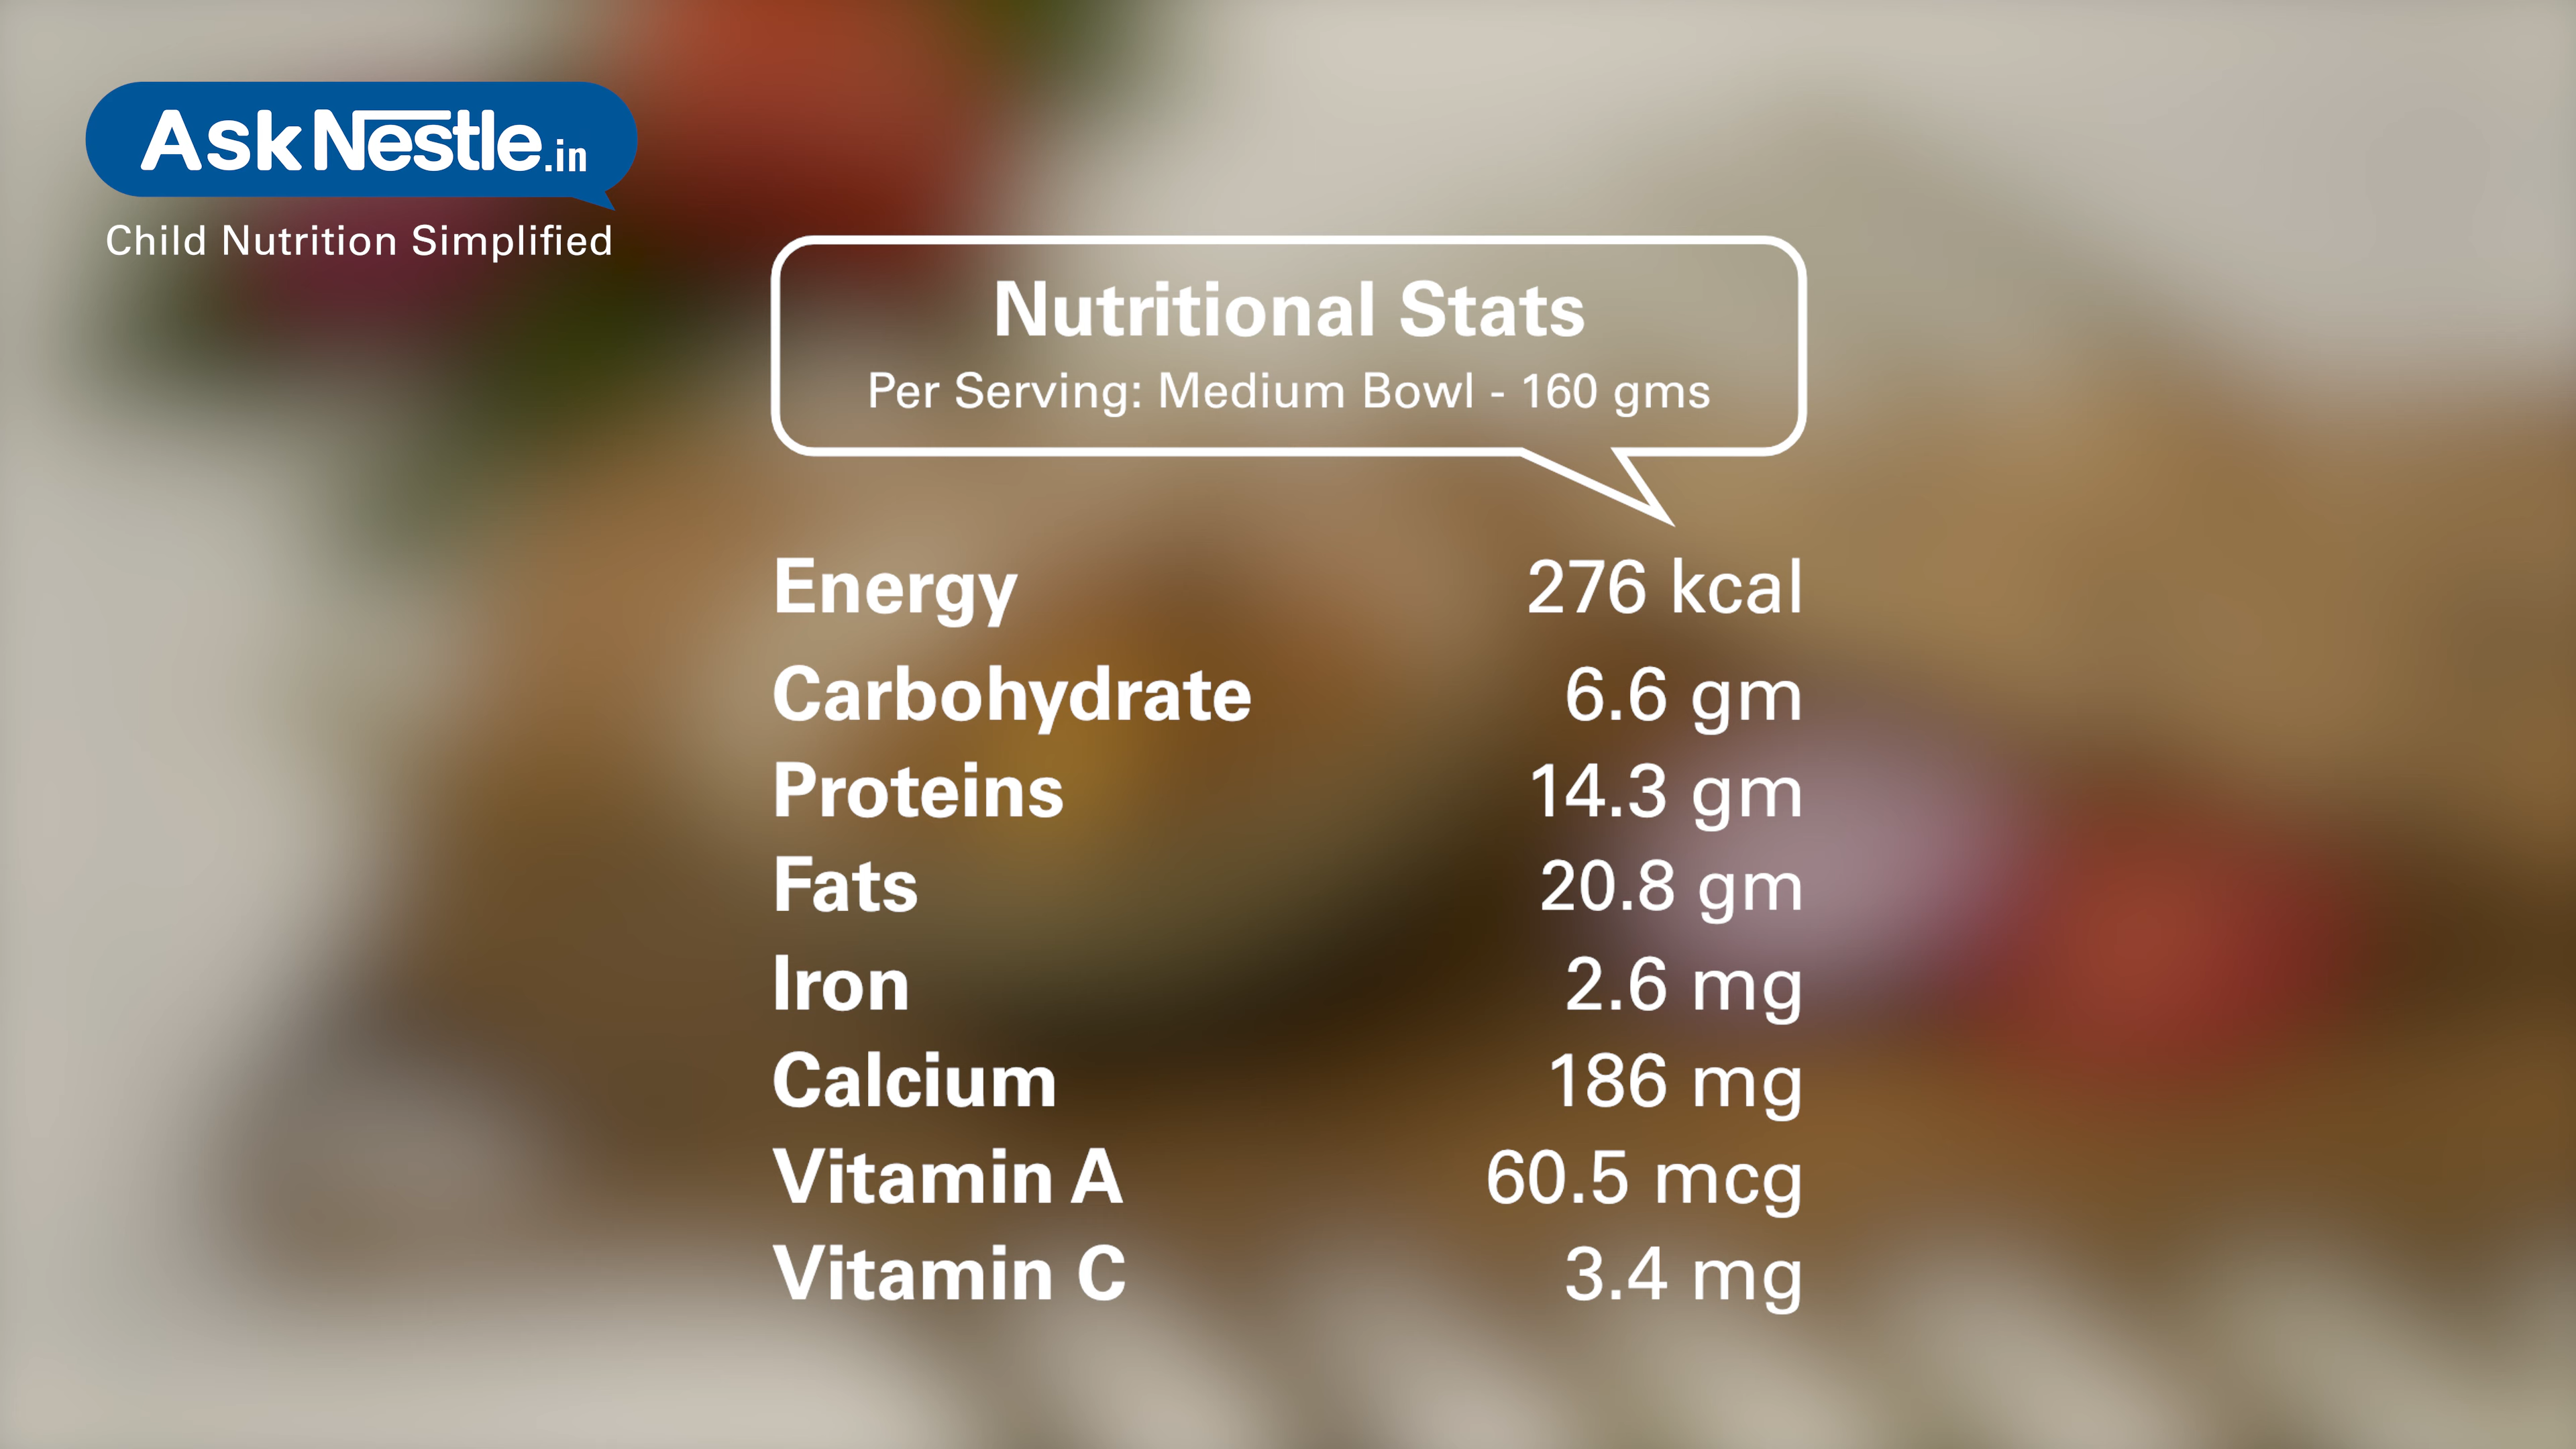 AskNestle.in
Child Nutrition Simplified
Nutritional Stats
Per Serving: Medium Bowl - 160 gms
Energy 276 kcal
Carbohydrate 6.6 gm
Proteins 14.3 gm
Fats 20.8 gm
Iron 2.6 mg
Calcium 186 mg
Vitamin A 60.5 mcg
Vitamin C 3.4 mg